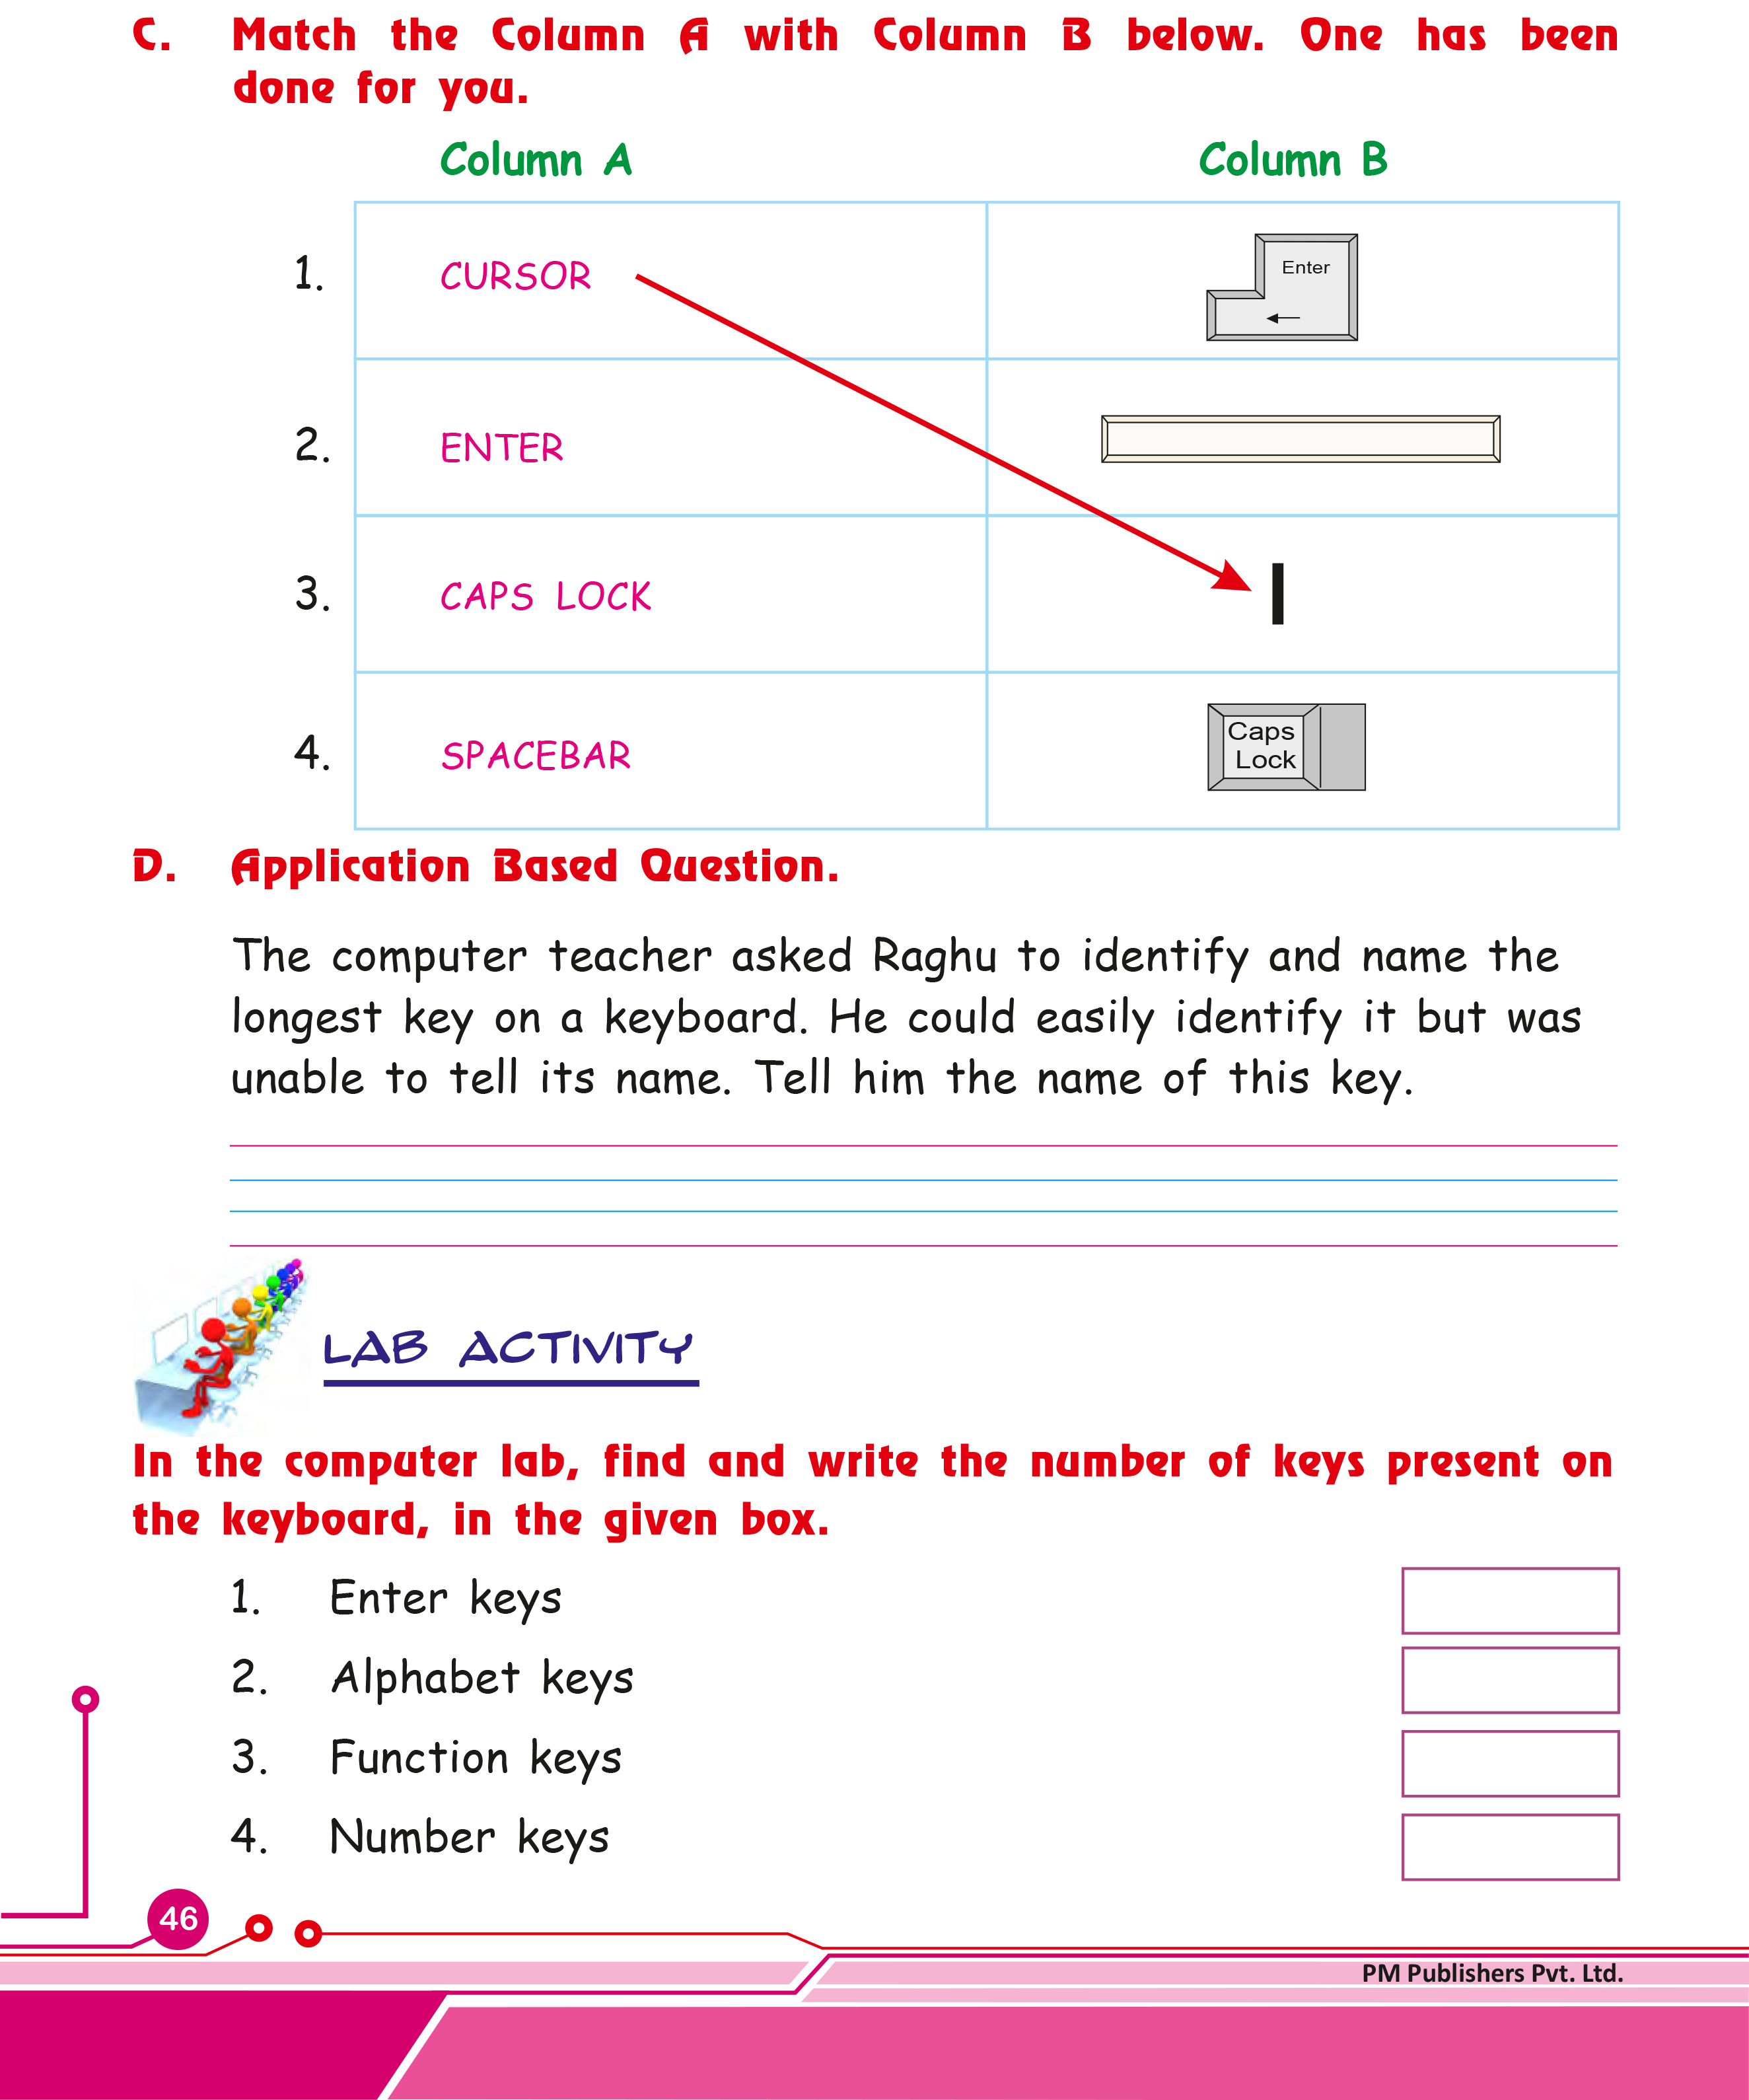 C. Match the Column A with Column B below. One has been
done for you.
Column A Column B
1. CURSOR Enter
2. ENTER
3. CAPS LOCK
4. SPACEBAR Caps
Lock
D. Application Based Question.
The computer teacher asked Raghu to identify and name the
longest key on a keyboard. He could easily identify it but was
unable to tell its name. Tell him the name of this key.
LAB ACTIVITY
In the computer lab, find and write the number of keys present on
the keyboard, in the given box.
1. Enter keys
2. Alphabet keys
3. Function keys
4. Number keys
46
PM Publishers Pvt. Ltd.